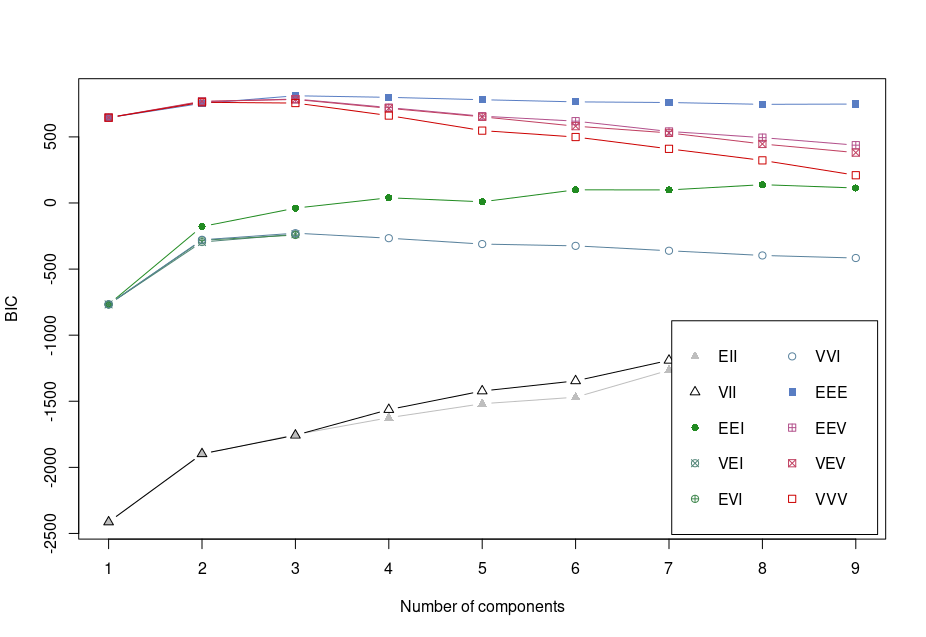 BIC
500
0
-500
-1000
-1500
-2000
-2500
EII VVI
VII EEE
EEI EEV
VEI VEV
EVI VVV
1 2 3 4 5 6 7 8 9
Number of components